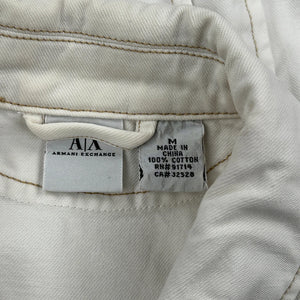 A|X
ARMANI EXCHANGE
M
MADE IN
CHINA
100% COTTON
RN#91714
CA#32528